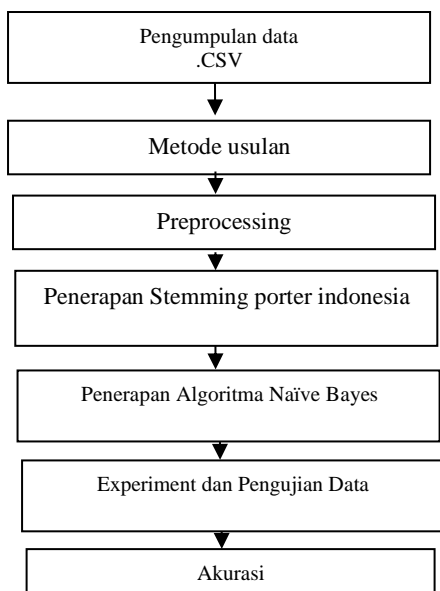 Pengumpulan data
.CSV
Metode usulan
Preprocessing
Penerapan Stemming porter indonesia
Penerapan Algoritma Naïve Bayes
Experiment dan Pengujian Data
Akurasi